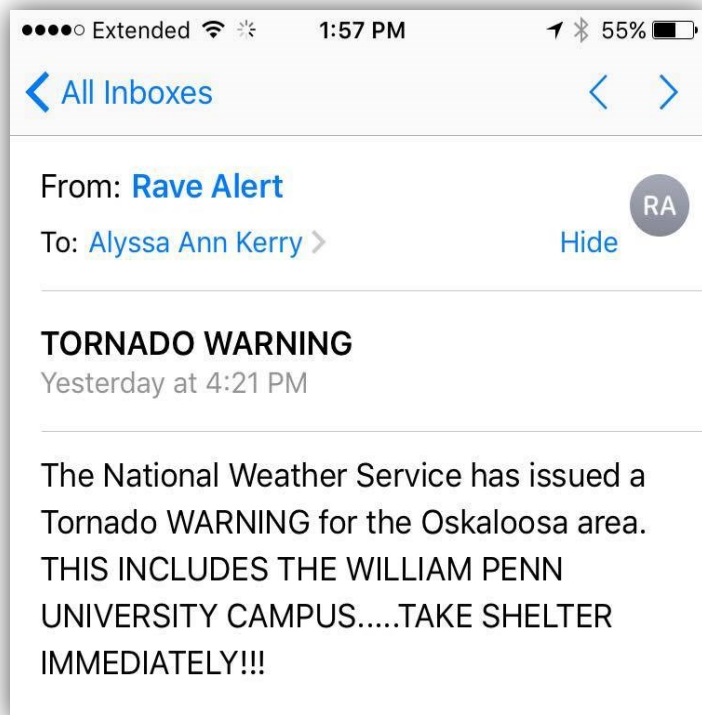 Extended 1:57 PM 55%
All Inboxes
From: Rave Alert
RA
To: Alyssa Ann Kerry
Hide
TORNADO WARNING
Yesterday at 4:21 PM
The National Weather Service has issued a
Tornado WARNING for the Oskaloosa area.
THIS INCLUDES THE WILLIAM PENN
UNIVERSITY CAMPUS.....TAKE SHELTER
IMMEDIATELY!!!